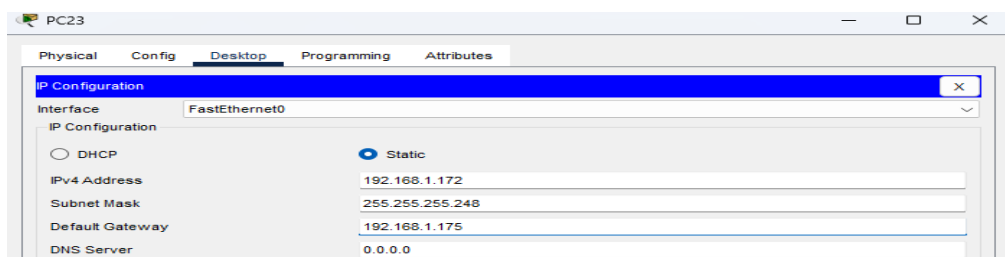 PC23
Physical Config Desktop Programming Attributes
IP Configuration X
Interface FastEthernet0
IP Configuration
DHCP Static
IPv4 Address 192.168.1.172
Subnet Mask 255.255.255.248
Default Gateway 192.168.1.175
DNS Server 0.0.0.0